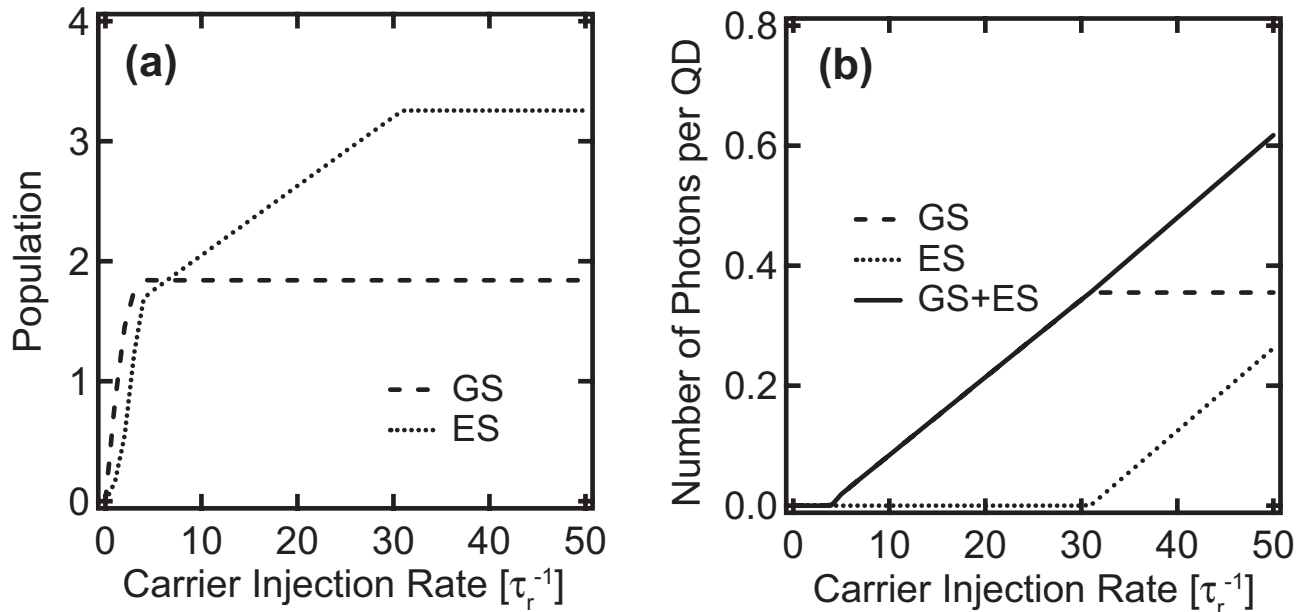 (a)
4
3
2
1
0
Population
GS
ES
0 10 20 30 40 50
Carrier Injection Rate [τr-1]
(b)
0.8
0.6
0.4
0.2
0.0
Number of Photons per QD
GS
ES
GS+ES
0 10 20 30 40 50
Carrier Injection Rate [τr-1]